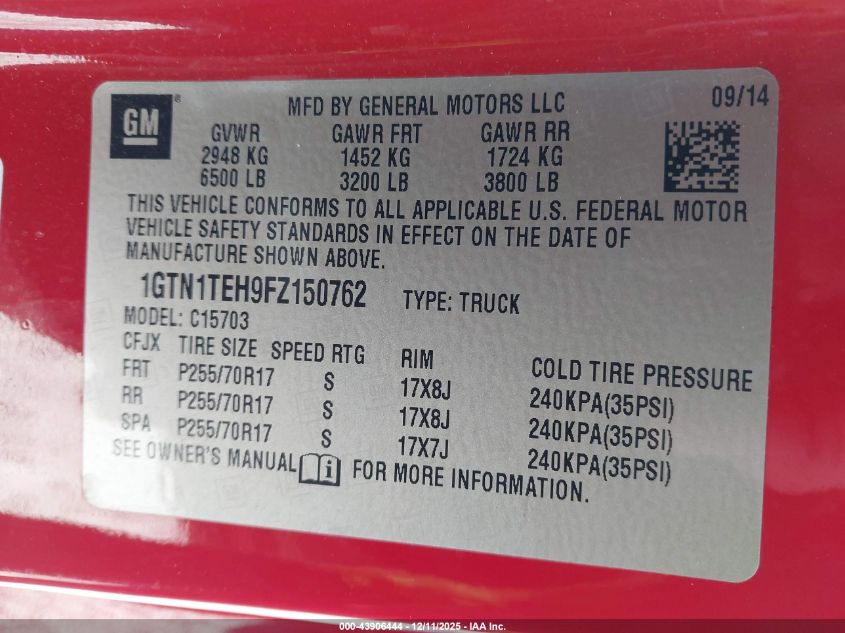 GM ®
MFD BY GENERAL MOTORS LLC 09/14
GVWR GAWR FRT GAWR RR
2948 KG 1452 KG 1724 KG
6500 LB 3200 LB 3800 LB
THIS VEHICLE CONFORMS TO ALL APPLICABLE U.S. FEDERAL MOTOR
VEHICLE SAFETY STANDARDS IN EFFECT ON THE DATE OF
MANUFACTURE SHOWN ABOVE.
1GTN1TEH9FZ150762 TYPE: TRUCK
MODEL: C15703
CFJX TIRE SIZE SPEED RTG RIM COLD TIRE PRESSURE
FRT P255/70R17 S 17X8J 240KPA(35PSI)
RR P255/70R17 S 17X8J 240KPA(35PSI)
SPA P255/70R17 S 17X7J 240KPA(35PSI)
SEE OWNER'S MANUAL i FOR MORE INFORMATION.
000-43906444 - 12/11/2025 - IAA Inc.